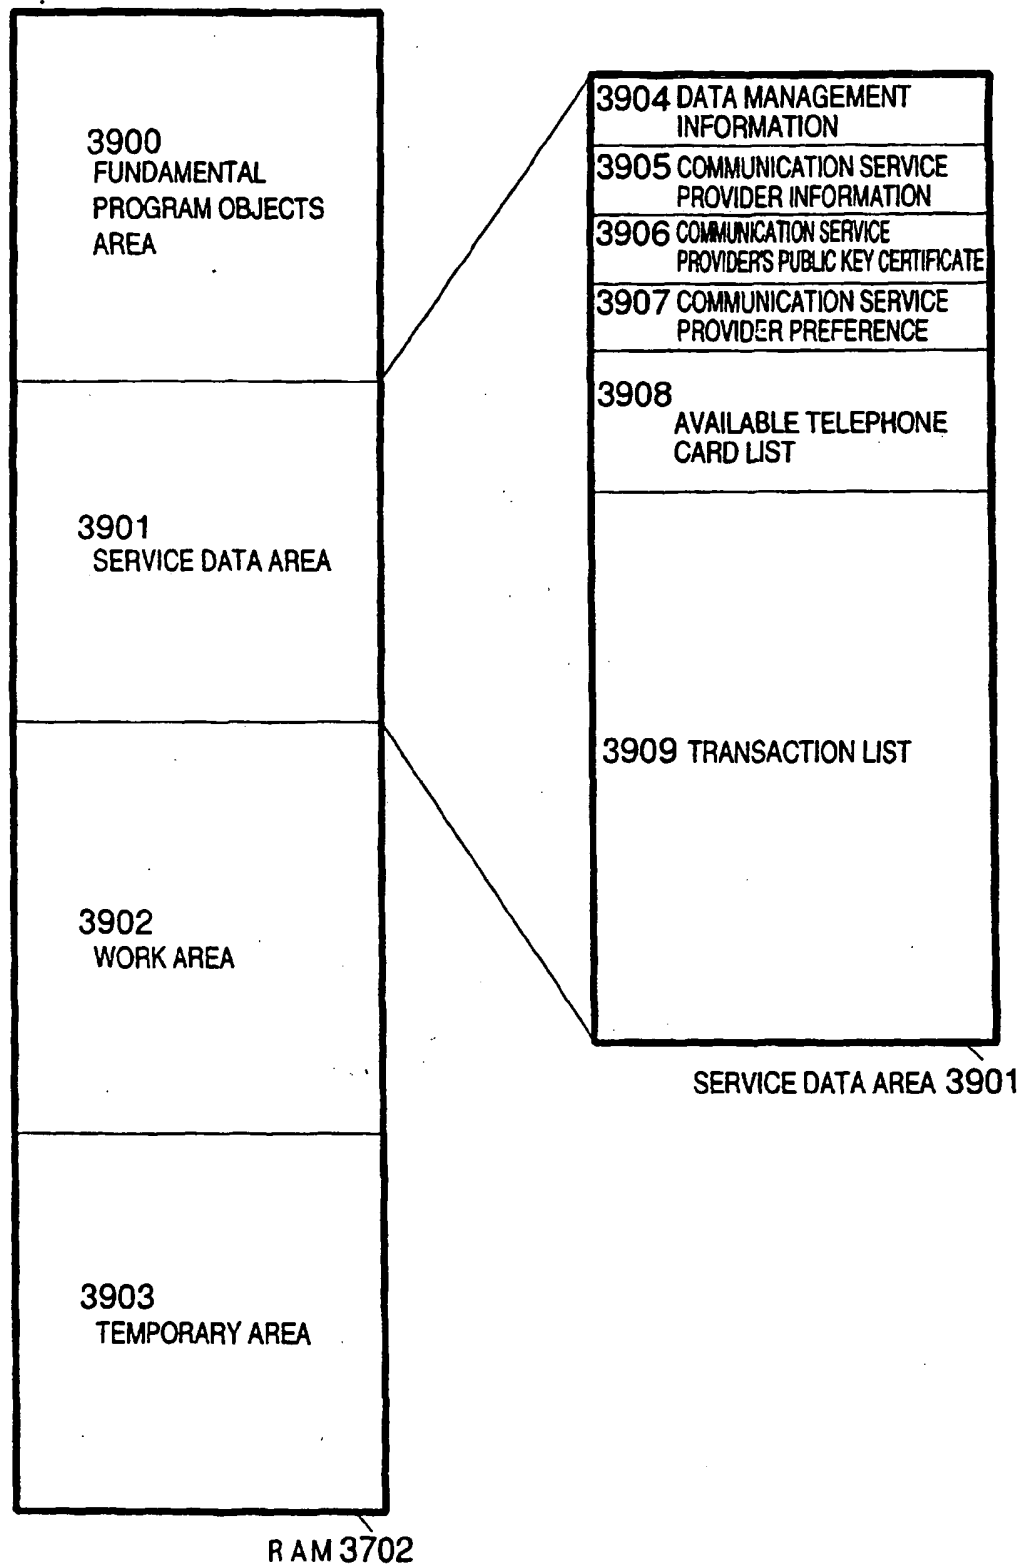 3900
FUNDAMENTAL
PROGRAM OBJECTS
AREA
3901
SERVICE DATA AREA
3902
WORK AREA
3903
TEMPORARY AREA
RAM 3702
3904 DATA MANAGEMENT
INFORMATION
3905 COMMUNICATION SERVICE
PROVIDER INFORMATION
3906 COMMUNICATION SERVICE
PROVIDER'S PUBLIC KEY CERTIFICATE
3907 COMMUNICATION SERVICE
PROVIDER PREFERENCE
3908
AVAILABLE TELEPHONE
CARD LIST
3909 TRANSACTION LIST
SERVICE DATA AREA 3901